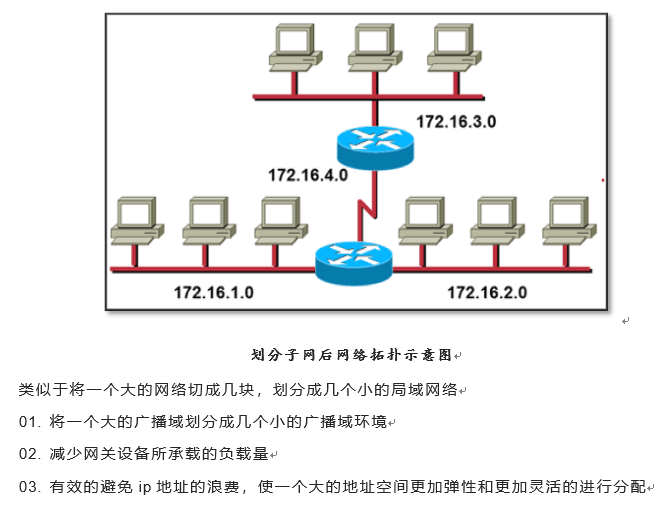 172.16.3.0
172.16.4.0
172.16.1.0
172.16.2.0
划分子网后网络拓扑示意图
类似于将一个大的网络切成几块，划分成几个小的局域网络
01. 将一个大的广播域划分成几个小的广播域环境
02. 减少网关设备所承载的负载量
03. 有效的避免 ip 地址的浪费，使一个大的地址空间更加弹性和更加灵活的进行分配